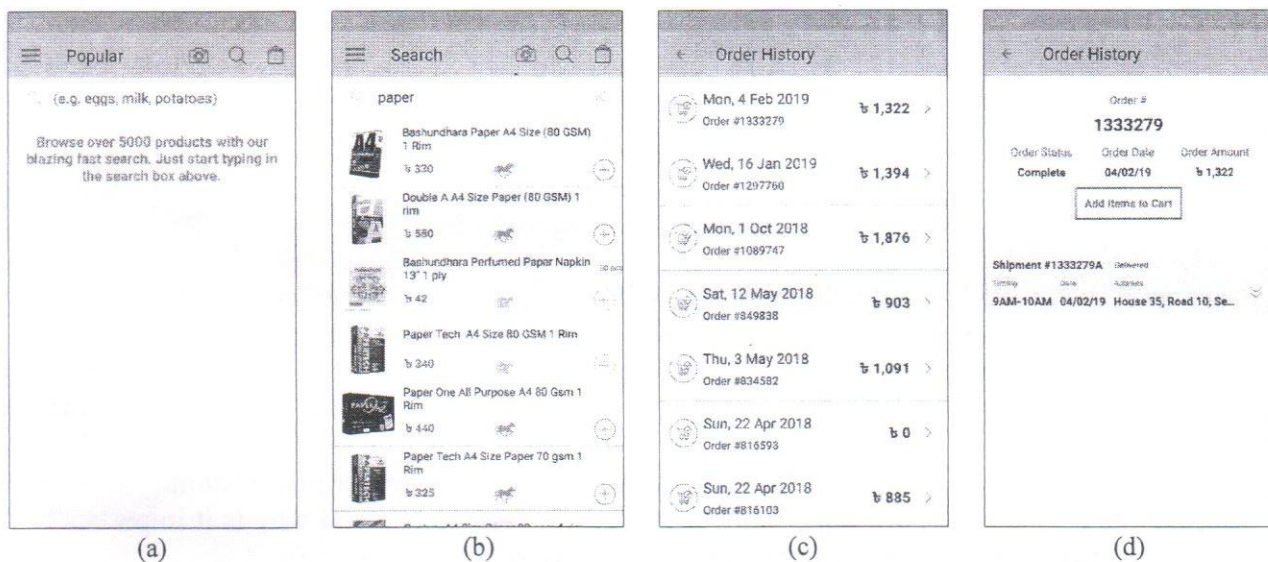 Popular
(e.g. eggs, milk, potatoes)
Browse over 5000 products with our
blazing fast search. Just start typing in
the search box above.
(a)
Search
paper
Bashundhara Paper A4 Size (80 GSM)
1 Rim
৳ 330
Double A A4 Size Paper (80 GSM) 1
rim
৳ 550
Bashundhara Perfumed Paper Napkin
13" 1 ply
৳ 42
Paper Tech A4 Size 80 GSM 1 Rim
৳ 340
Paper One All Purpose A4 80 Gsm 1
Rim
৳ 440
Paper Tech A4 Size Paper 70 gsm 1
Rim
৳ 325
(b)
Order History
Mon, 4 Feb 2019
Order #1333279
৳ 1,322
Wed, 16 Jan 2019
Order #1297760
৳ 1,394
Mon, 1 Oct 2018
Order #1089747
৳ 1,876
Sat, 12 May 2018
Order #849838
৳ 903
Thu, 3 May 2018
Order #834582
৳ 1,091
Sun, 22 Apr 2018
Order #816593
৳ 0
Sun, 22 Apr 2018
Order #816103
৳ 885
(c)
Order History
Order #
1333279
Order Status Order Date Order Amount
Complete 04/02/19 ৳ 1,322
Add Items to Cart
Shipment #1333279A Delivered
Timing Date Address
9AM-10AM 04/02/19 House 35, Road 10, Se...
(d)